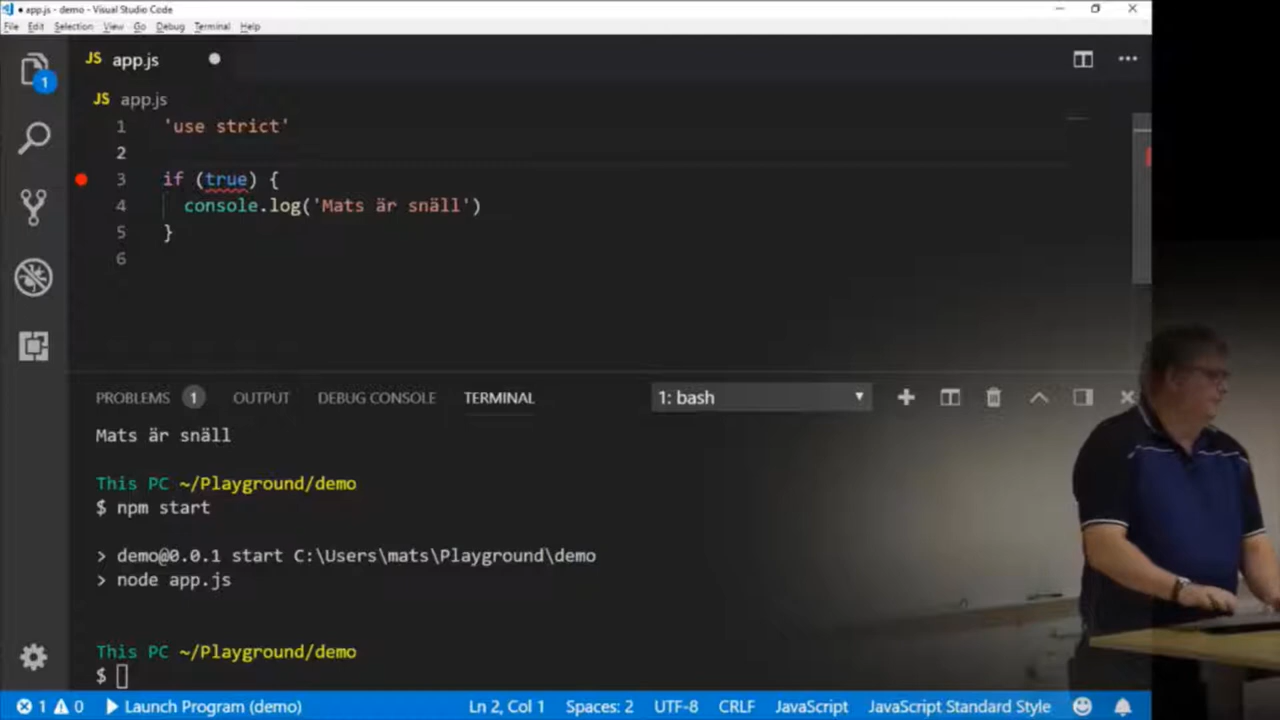 ● app.js - demo - Visual Studio Code
File Edit Selection View Go Debug Terminal Help
JS app.js ●
1
JS app.js
1 'use strict'
2
3 if (true) {
4 console.log('Mats är snäll')
5 }
6
PROBLEMS 1 OUTPUT DEBUG CONSOLE TERMINAL 1: bash
Mats är snäll
This PC ~/Playground/demo
$ npm start
> demo@0.0.1 start C:\Users\mats\Playground\demo
> node app.js
This PC ~/Playground/demo
$
1 0 Launch Program (demo) Ln 2, Col 1 Spaces: 2 UTF-8 CRLF JavaScript JavaScript Standard Style